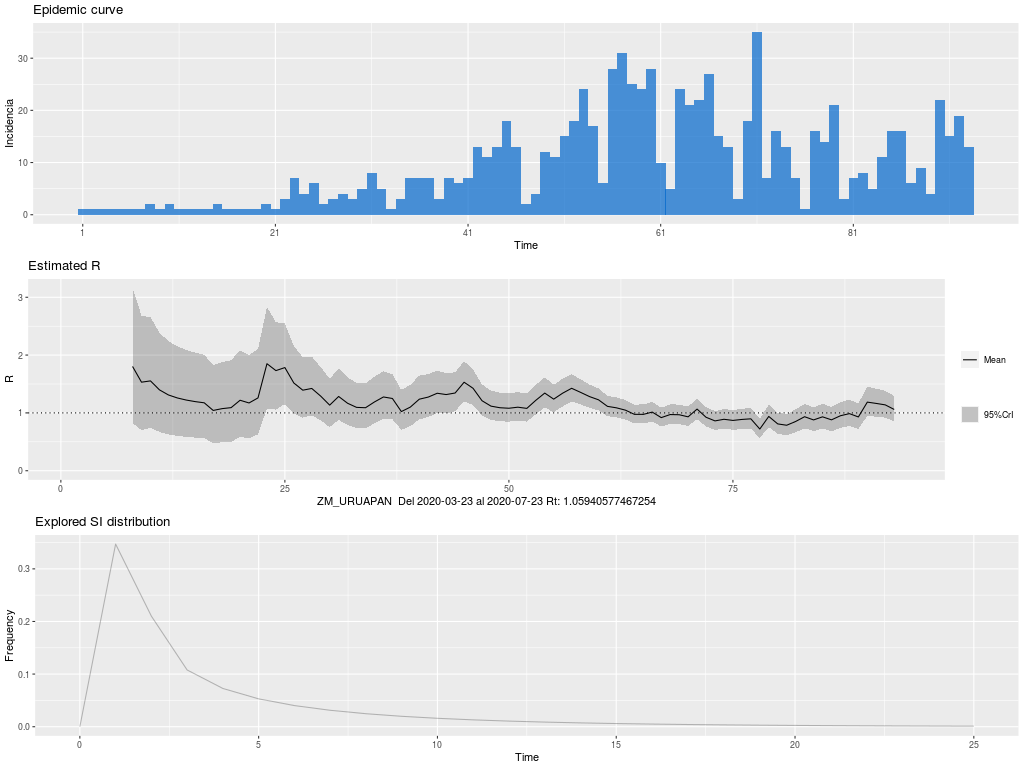 Epidemic curve
Incidencia
30
20
10
0
1 21 41 61 81
Time
Estimated R
R
3
2
1
0
0 25 50 75
ZM_URUAPAN Del 2020-03-23 al 2020-07-23 Rt: 1.05940577467254
Mean
95%CrI
Explored SI distribution
Frequency
0.3
0.2
0.1
0.0
0 5 10 15 20 25
Time